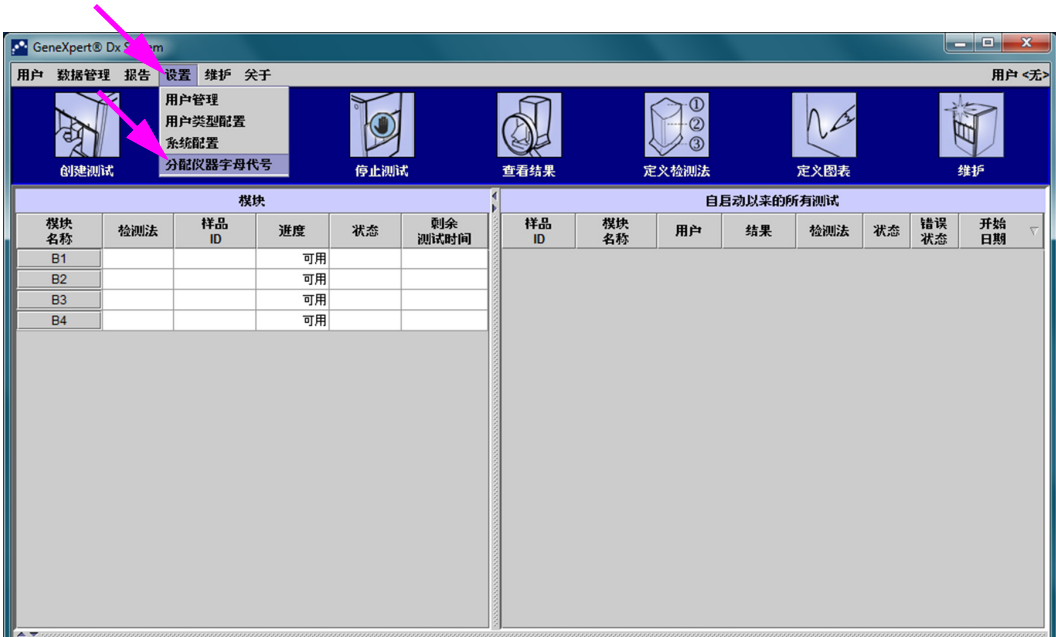 GeneXpert® Dx System
用户 数据管理 报告 设置 维护 关于
用户 <无>
用户管理
用户类型配置
系统配置
分配仪器字母代号
创建测试 停止测试 查看结果 定义检测法 定义图表 维护
①
②
③
模块
模块名称 检测法 样品ID 进度 状态 剩余测试时间
B1 可用
B2 可用
B3 可用
B4 可用
自启动以来的所有测试
样品ID 模块名称 用户 结果 检测法 状态 错误状态 开始日期